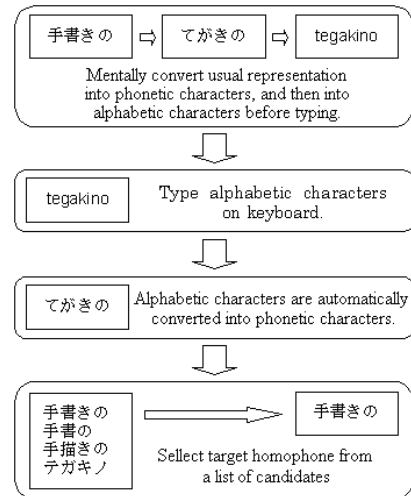 手書きの
てがきの
tegakino
Mentally convert usual representation
into phonetic characters, and then into
alphabetic characters before typing.
tegakino
Type alphabetic characters
on keyboard.
てがきの
Alphabetic characters are automatically
converted into phonetic characters.
手書きの
手書の
手描きの
テガキノ
手書きの
Sellect target homophone from
a list of candidates